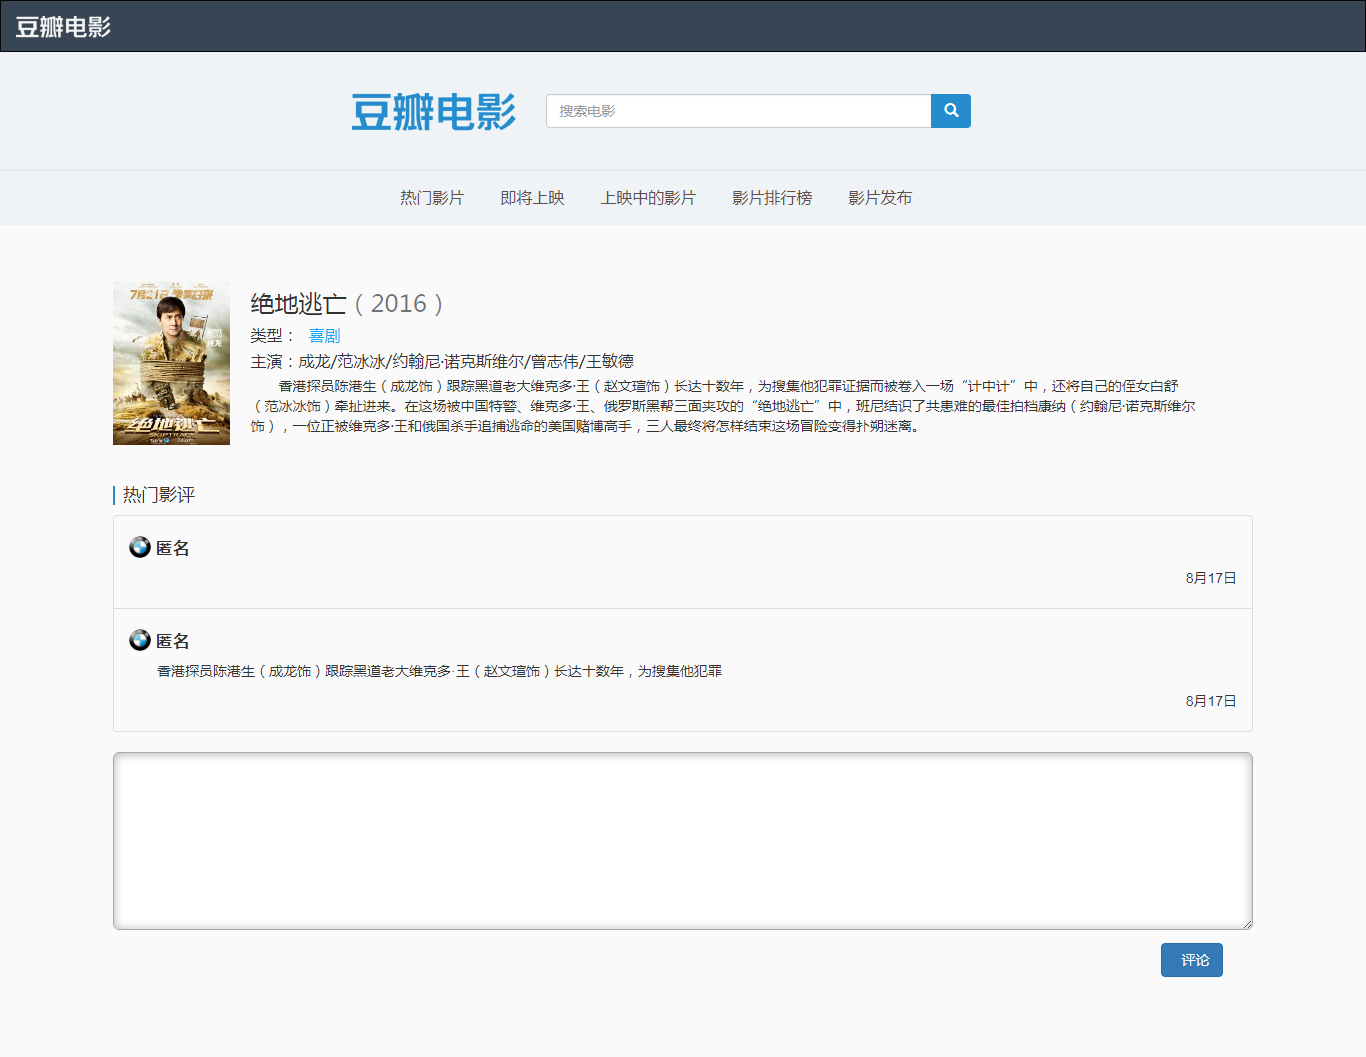 豆瓣电影
豆瓣电影
搜索电影
热门影片 即将上映 上映中的影片 影片排行榜 影片发布
7月21日
成龙
绝地逃亡
SKIPTRACE
绝地逃亡（2016）
类型： 喜剧
主演：成龙/范冰冰/约翰尼·诺克斯维尔/曾志伟/王敏德
香港探员陈港生（成龙饰）跟踪黑道老大维克多·王（赵文瑄饰）长达十数年，为搜集他犯罪证据而被卷入一场“计中计”中，还将自己的侄女白舒
（范冰冰饰）牵扯进来。在这场被中国特警、维克多·王、俄罗斯黑帮三面夹攻的“绝地逃亡”中，班尼结识了共患难的最佳拍档康纳（约翰尼·诺克斯维尔
饰），一位正被维克多·王和俄国杀手追捕逃命的美国赌博高手，三人最终将怎样结束这场冒险变得扑朔迷离。
热门影评
匿名
8月17日
匿名
香港探员陈港生（成龙饰）跟踪黑道老大维克多·王（赵文瑄饰）长达十数年，为搜集他犯罪
8月17日
评论